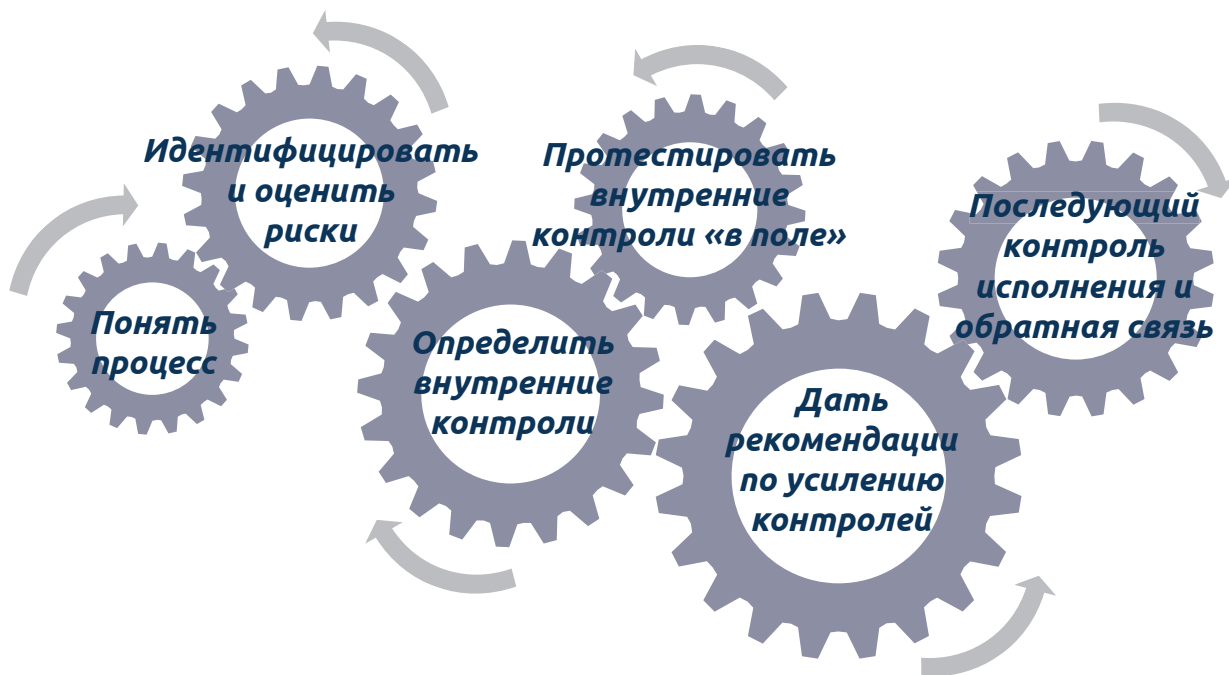 Понять
процесс
Идентифицировать
и оценить
риски
Определить
внутренние
контроли
Протестировать
внутренние
контроли «в поле»
Дать
рекомендации
по усилению
контролей
Последующий
контроль
исполнения и
обратная связь